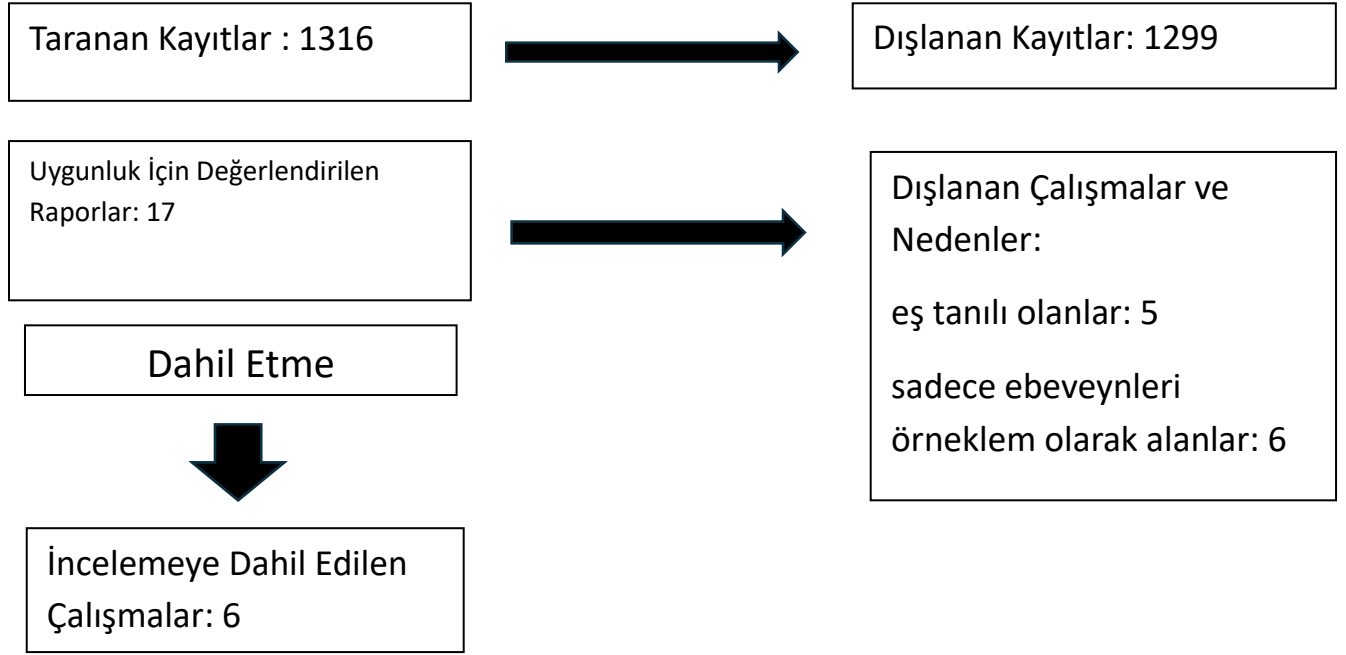 Taranan Kayıtlar : 1316
Dışlanan Kayıtlar: 1299
Uygunluk İçin Değerlendirilen
Raporlar: 17
Dışlanan Çalışmalar ve
Nedenler:
eş tanılı olanlar: 5
sadece ebeveynleri
örneklem olarak alanlar: 6
Dahil Etme
İncelemeye Dahil Edilen
Çalışmalar: 6